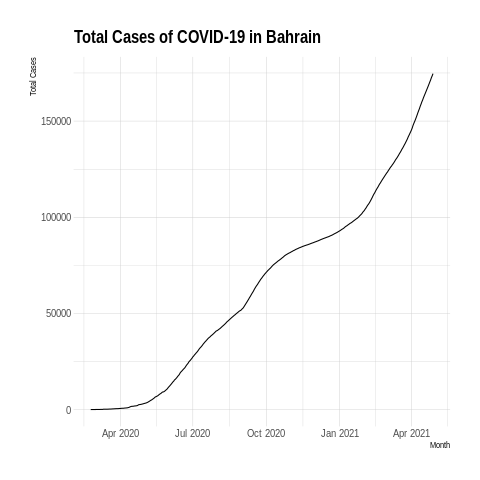 Total Cases of COVID-19 in Bahrain
Total Cases
150000
100000
50000
0
Apr 2020 Jul 2020 Oct 2020 Jan 2021 Apr 2021
Month